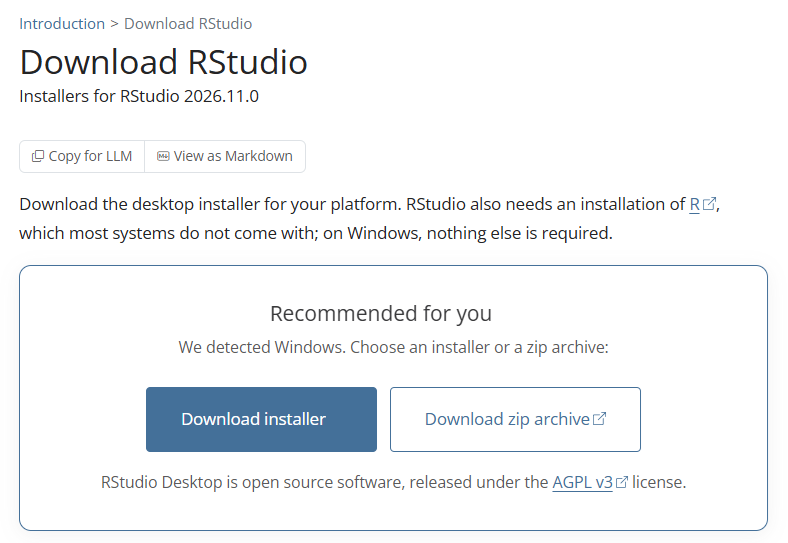 Introduction > Download RStudio
Download RStudio
Installers for RStudio 2026.11.0
Copy for LLM
View as Markdown
Download the desktop installer for your platform. RStudio also needs an installation of R,
which most systems do not come with; on Windows, nothing else is required.
Recommended for you
We detected Windows. Choose an installer or a zip archive:
Download installer
Download zip archive
RStudio Desktop is open source software, released under the AGPL v3 license.